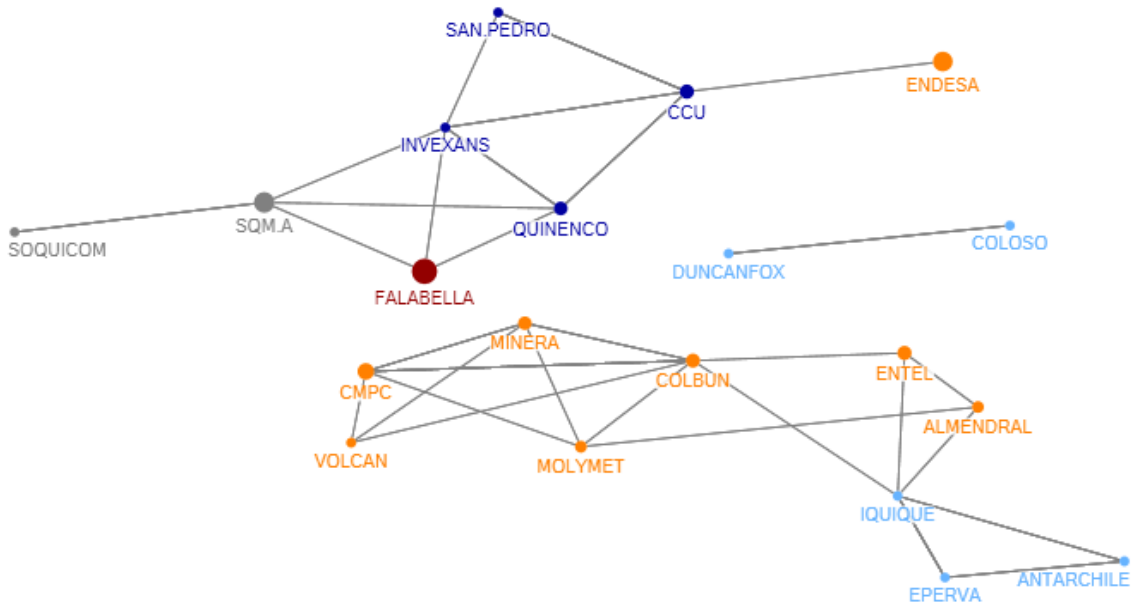 SAN.PEDRO
ENDESA
CCU
INVEXANS
SQM.A
QUINENCO
SOQUICOM
COLOSO
DUNCANFOX
FALABELLA
MINERA
ENTEL
COLBUN
CMPC
ALMENDRAL
VOLCAN
MOLYMET
IQUIQUE
ANTARCHILE
EPERVA